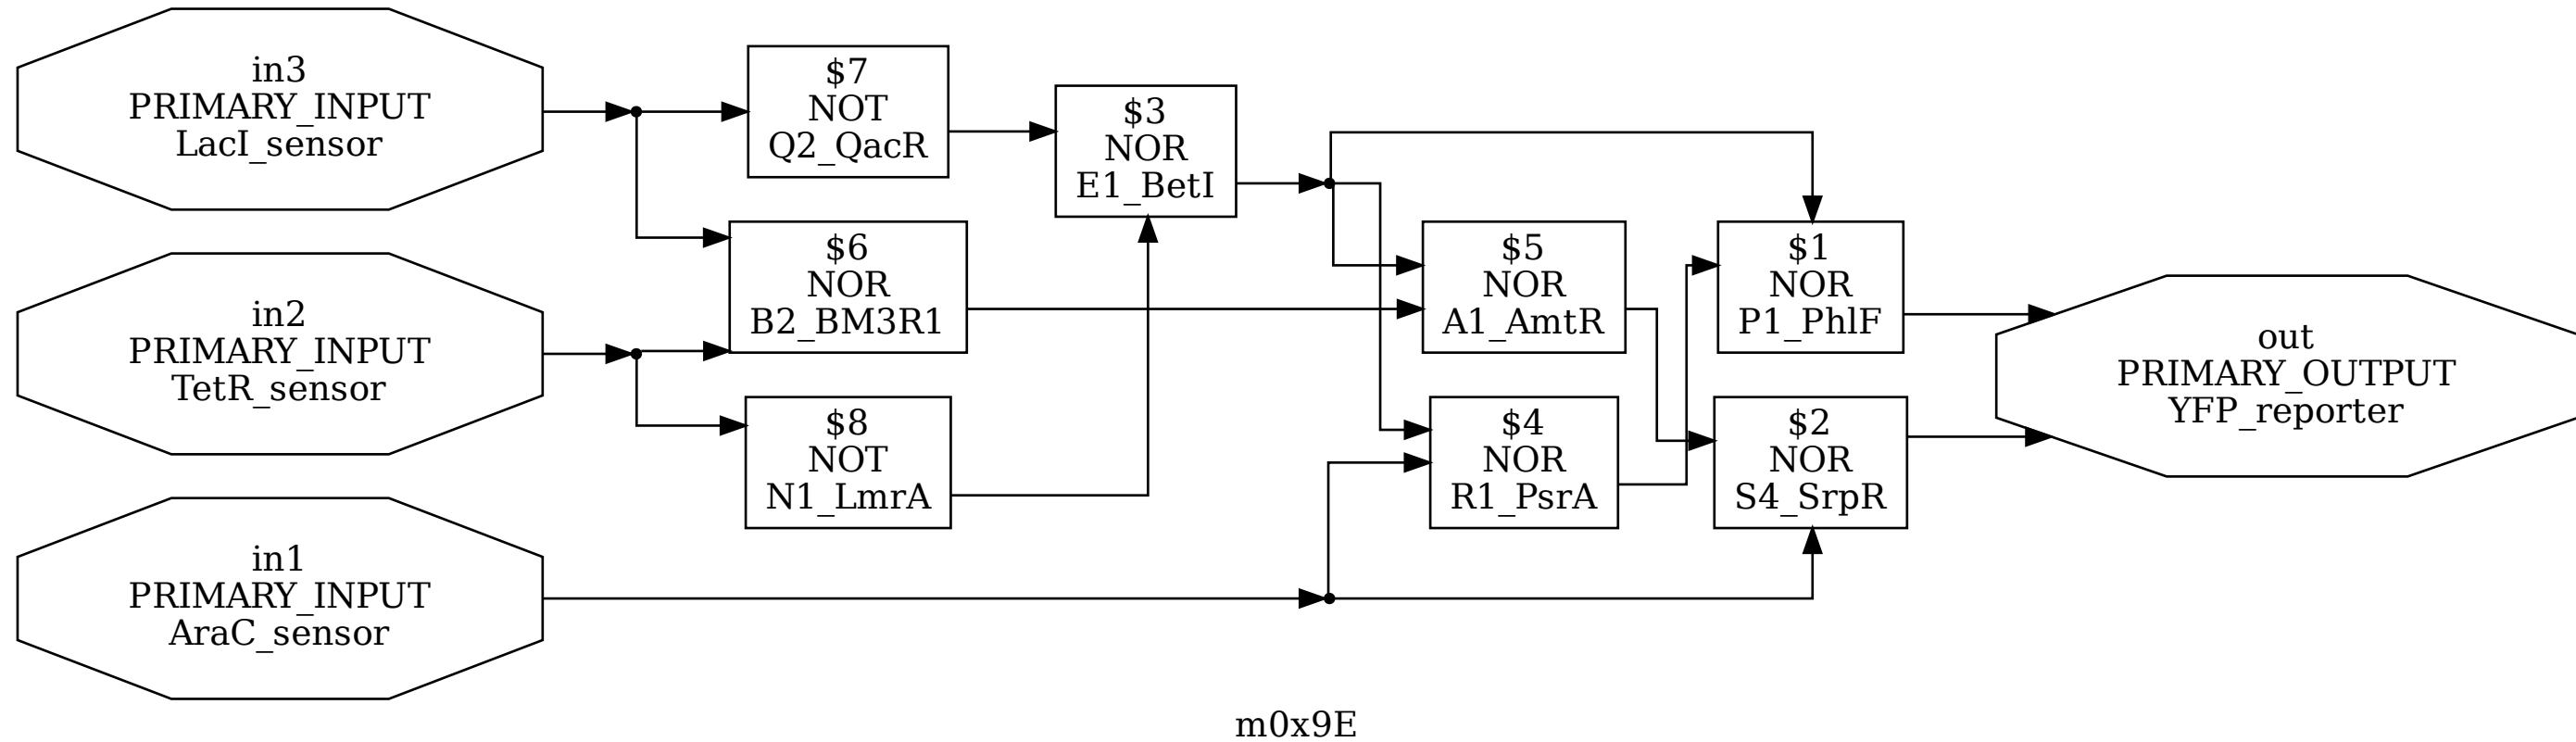 in3
PRIMARY_INPUT
LacI_sensor
$7
NOT
Q2_QacR
$3
NOR
E1_BetI
in2
PRIMARY_INPUT
TetR_sensor
$6
NOR
B2_BM3R1
$5
NOR
A1_AmtR
$1
NOR
P1_PhlF
out
PRIMARY_OUTPUT
YFP_reporter
$8
NOT
N1_LmrA
$4
NOR
R1_PsrA
$2
NOR
S4_SrpR
in1
PRIMARY_INPUT
AraC_sensor
m0x9E